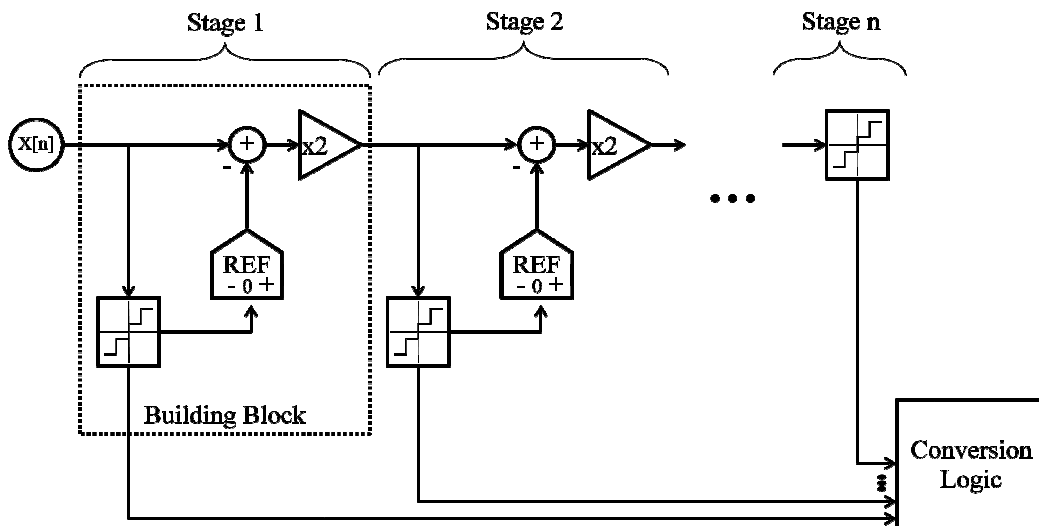 Stage 1
Stage 2
Stage n
X[n]
+
-
x2
+
-
x2
...
REF
- 0 +
REF
- 0 +
Building Block
Conversion
Logic